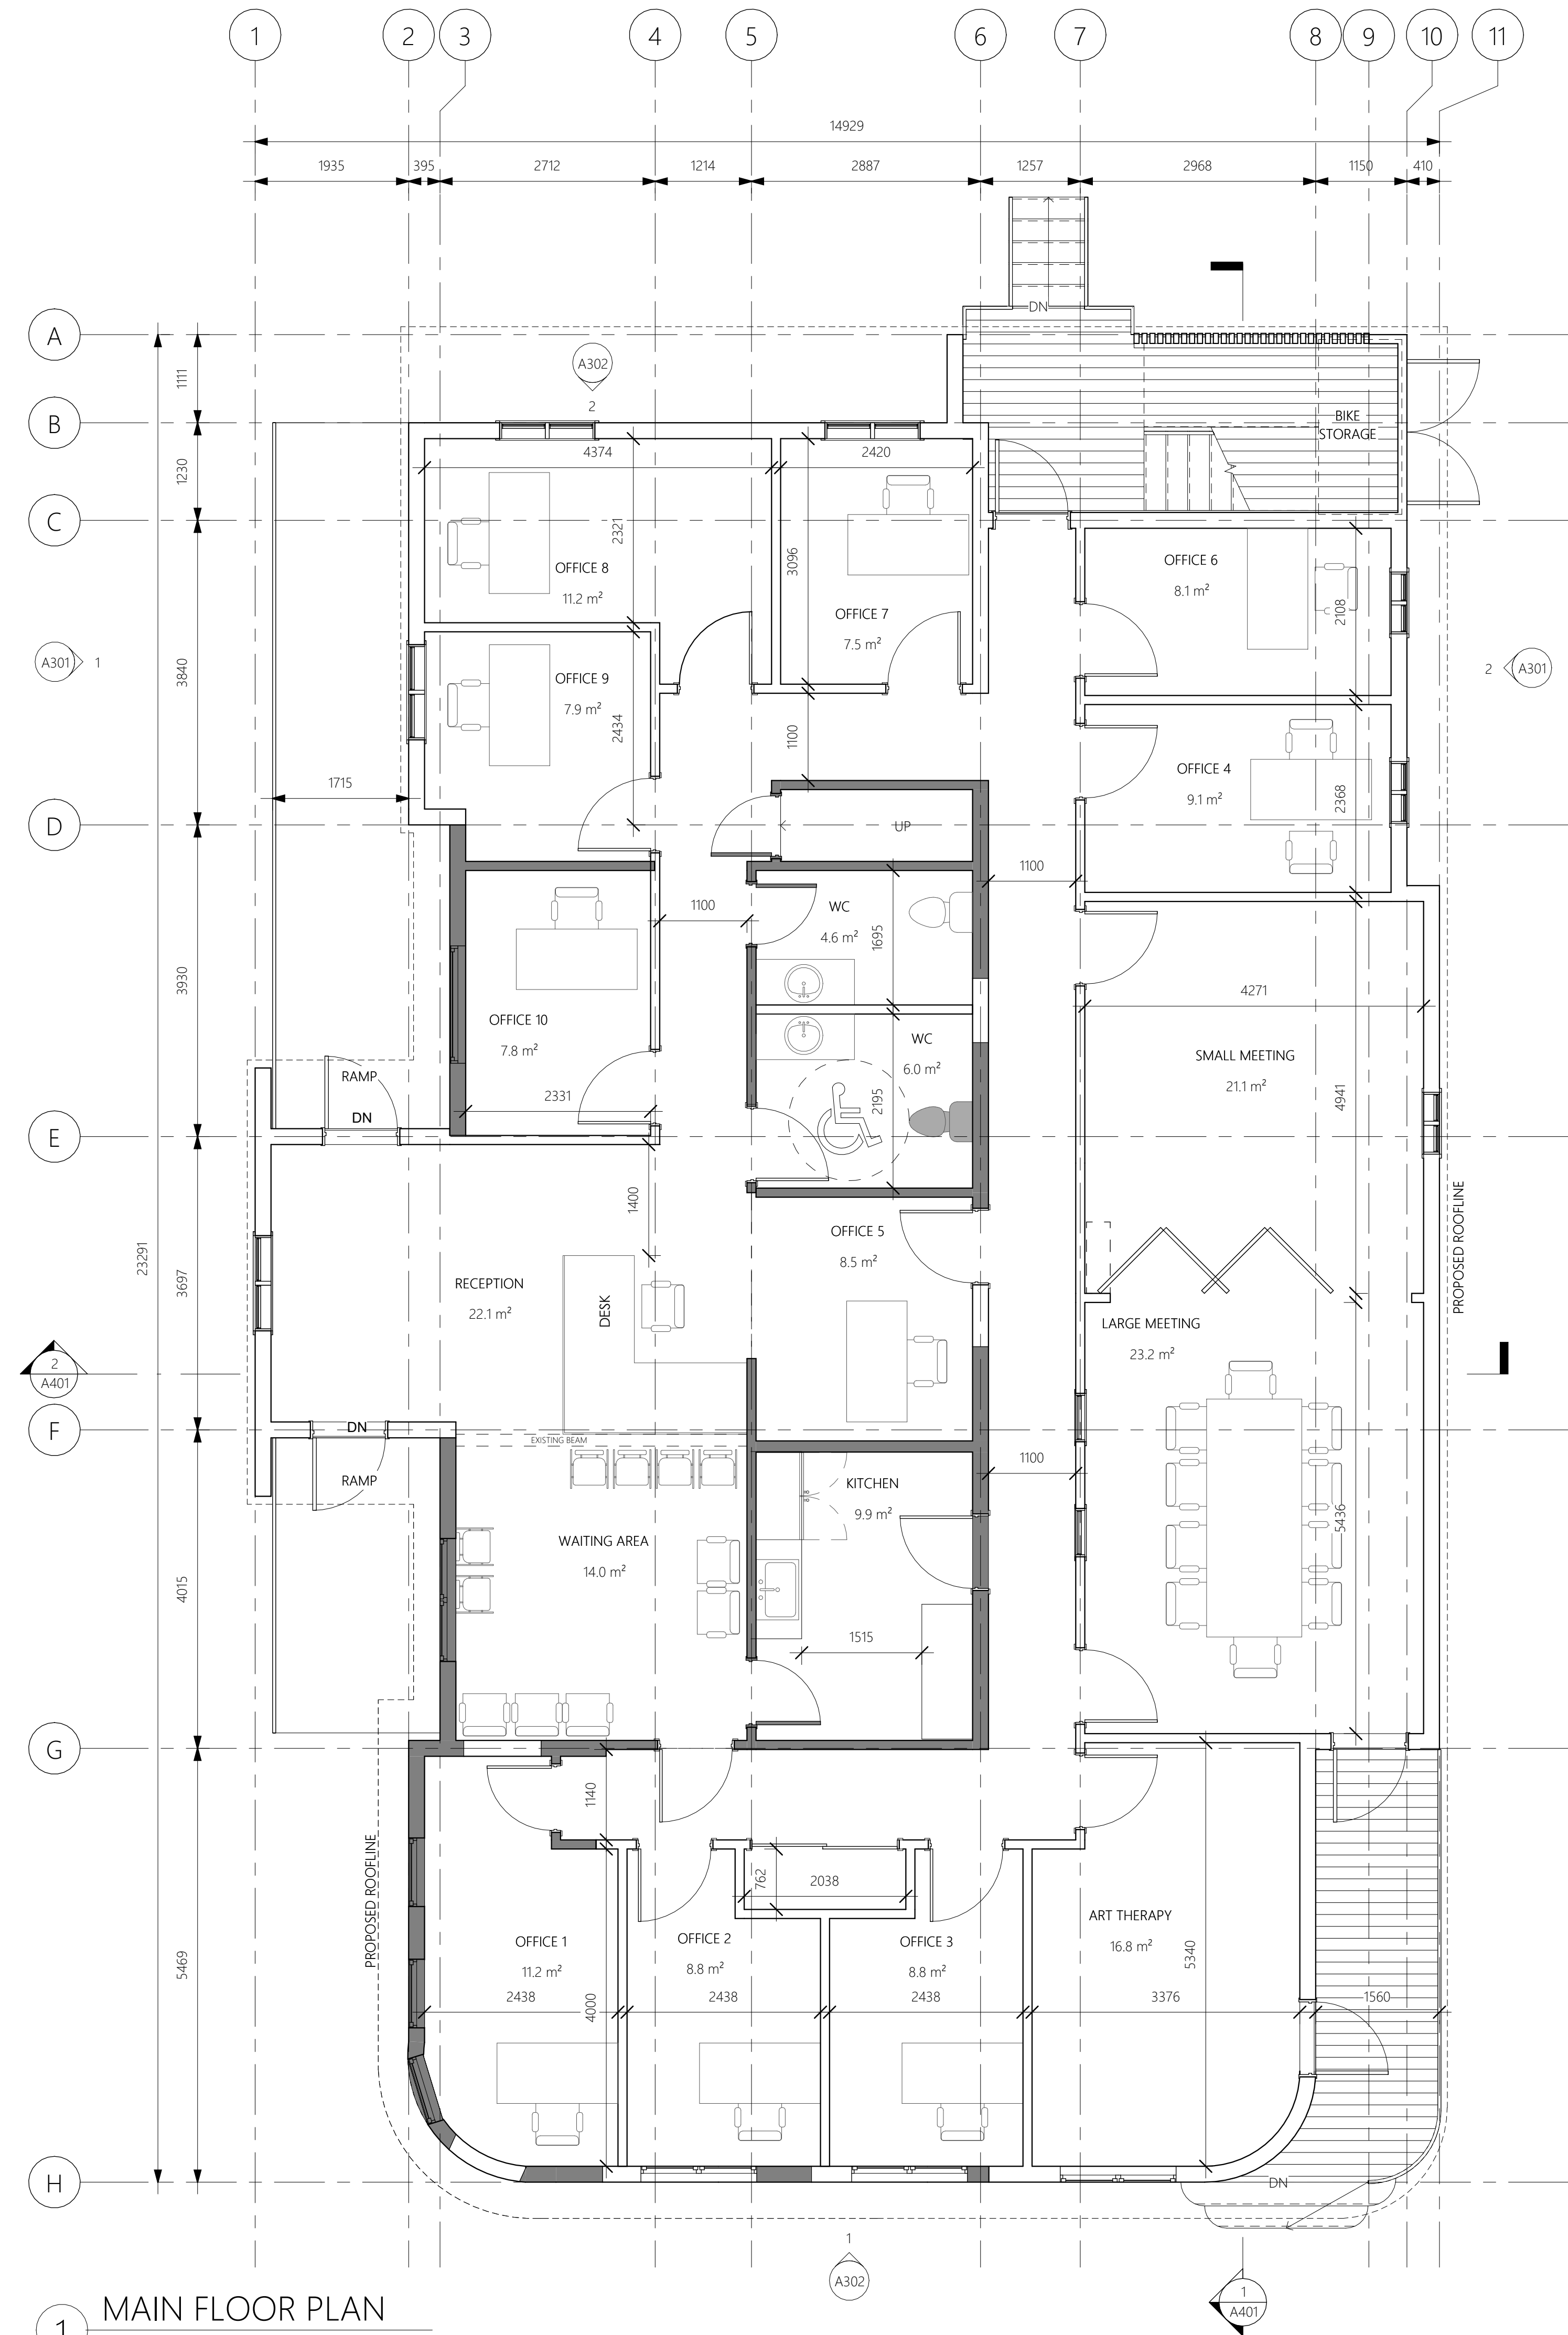 1 2 3 4 5 6 7 8 9 10 11
14929
1935 395 2712 1214 2887 1257 2968 1150 410
DN
A
A302
2
1111
B
BIKE
STORAGE
4374 2420
1230
C
2321
3096
OFFICE 8
11.2 m²
OFFICE 6
8.1 m²
2108
OFFICE 7
7.5 m²
A301 1
3840
2 A301
OFFICE 9
7.9 m²
2434
1100
OFFICE 4
9.1 m²
2368
1715
D
UP
1100
1100
WC
4.6 m²
1695
3930
4271
OFFICE 10
7.8 m²
WC
6.0 m²
2195
SMALL MEETING
21.1 m²
4941
RAMP
DN
2331
E
1400
PROPOSED ROOFLINE
23291
3697
OFFICE 5
8.5 m²
RECEPTION
22.1 m²
DESK
LARGE MEETING
23.2 m²
2
A401
F
DN
EXISTING BEAM
1100
RAMP
KITCHEN
9.9 m²
5436
WAITING AREA
14.0 m²
4015
1515
G
1140
762
2038
PROPOSED ROOFLINE
5469
OFFICE 1
11.2 m²
OFFICE 2
8.8 m²
OFFICE 3
8.8 m²
ART THERAPY
16.8 m²
5340
2438 2438 2438 3376 1560
4000
H
DN
1
A302
1
A401
MAIN FLOOR PLAN
1